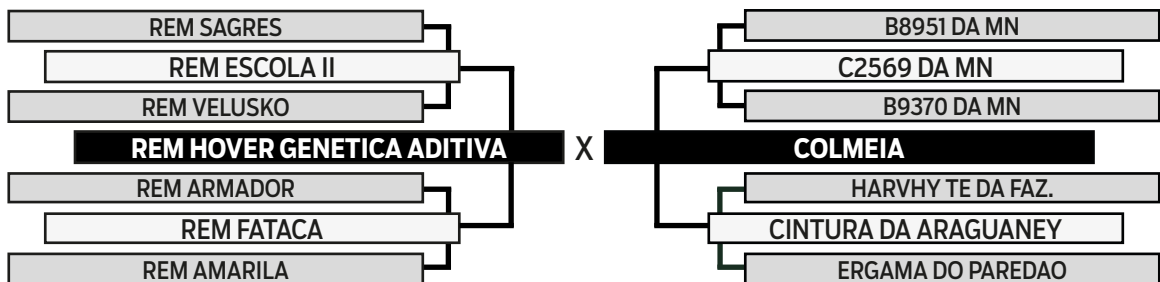 REM SAGRES
REM ESCOLA II
REM VELUSKO
REM HOVER GENETICA ADITIVA
REM ARMADOR
REM FATACA
REM AMARILA
X
B8951 DA MN
C2569 DA MN
B9370 DA MN
COLMEIA
HARVHY TE DA FAZ.
CINTURA DA ARAGUANEY
ERGAMA DO PAREDAO